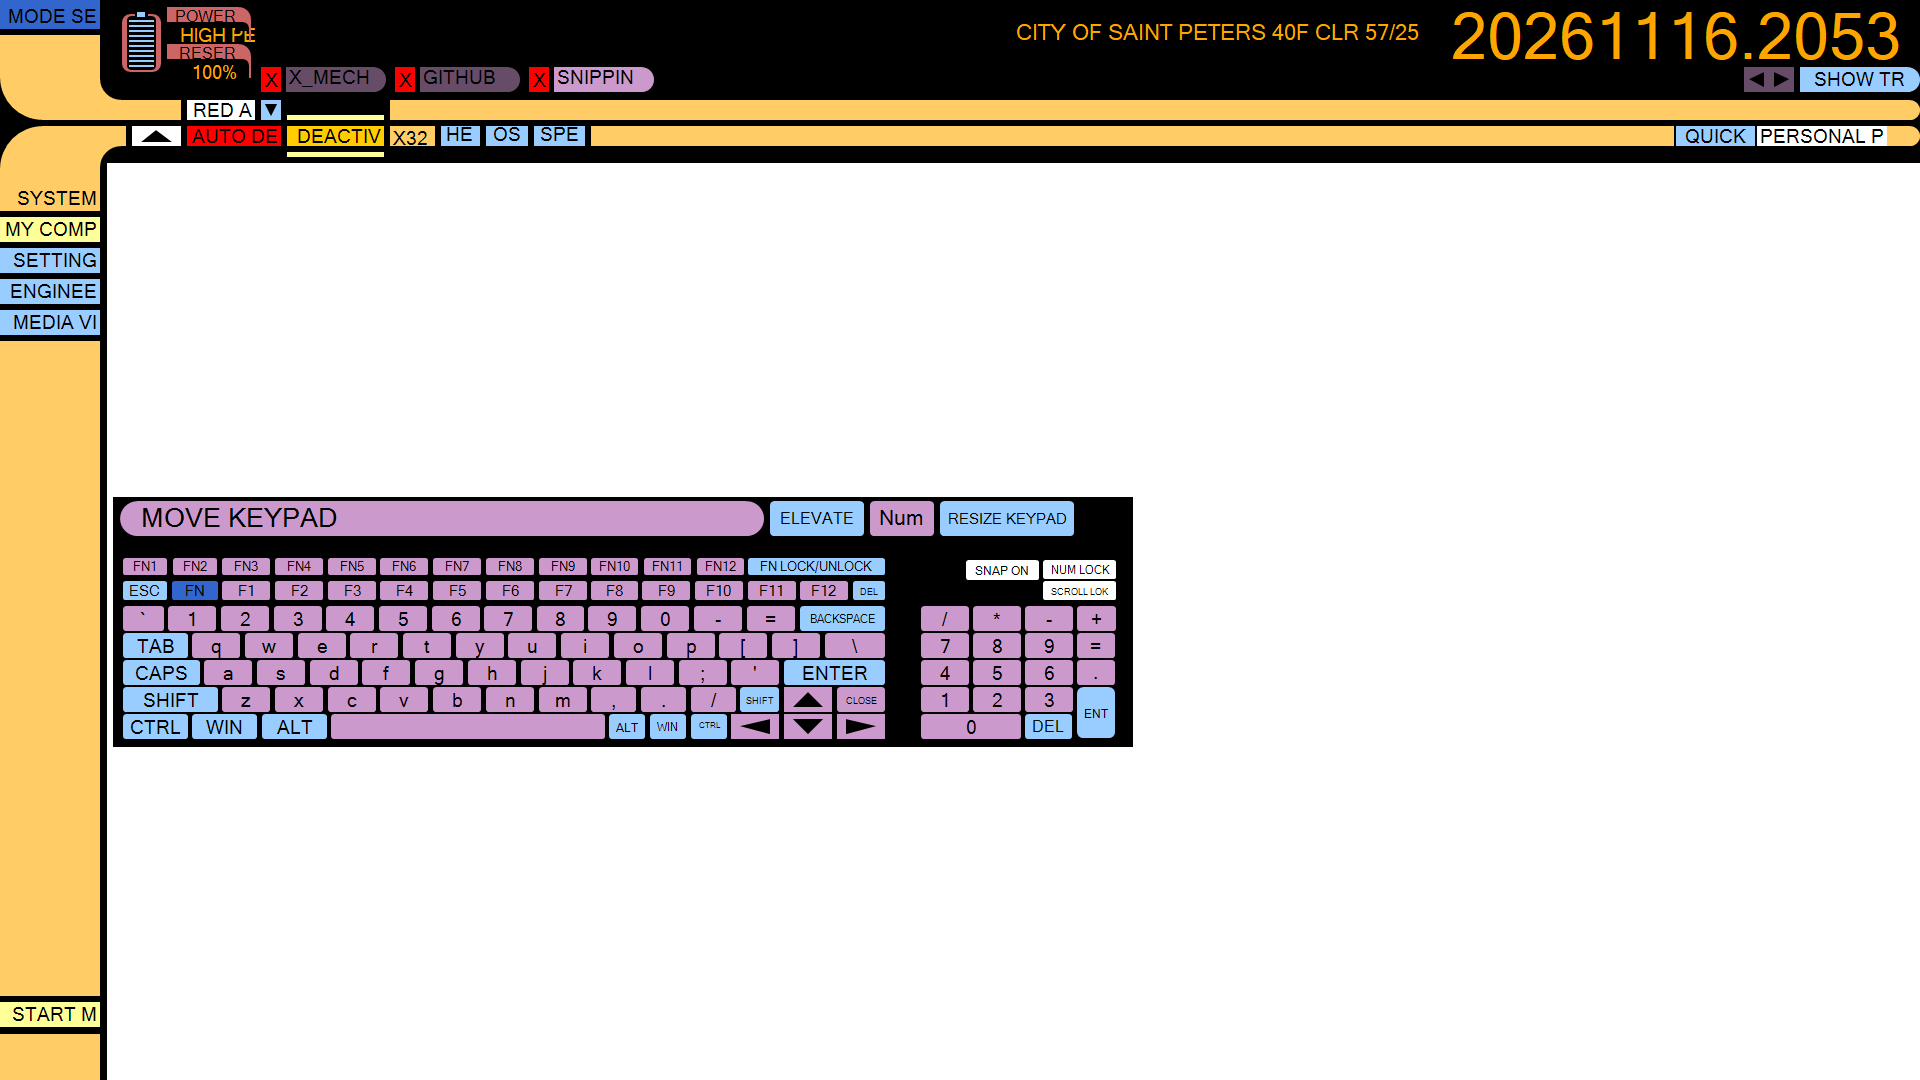 MODE SE
POWER
HIGH PE
RESER
100%
CITY OF SAINT PETERS 40F CLR 57/25
20261116.2053
X X_MECH X GITHUB X SNIPPIN
SHOW TR
RED A
AUTO DE DEACTIV X32 HE OS SPE
QUICK PERSONAL P
SYSTEM
MY COMP
SETTING
ENGINEE
MEDIA VI
MOVE KEYPAD ELEVATE Num RESIZE KEYPAD
FN1 FN2 FN3 FN4 FN5 FN6 FN7 FN8 FN9 FN10 FN11 FN12 FN LOCK/UNLOCK SNAP ON NUM LOCK
ESC FN F1 F2 F3 F4 F5 F6 F7 F8 F9 F10 F11 F12 DEL SCROLL LOK
` 1 2 3 4 5 6 7 8 9 0 - = BACKSPACE / * - +
TAB q w e r t y u i o p [ ] \ 7 8 9 =
CAPS a s d f g h j k l ; ' ENTER 4 5 6 .
SHIFT z x c v b n m , . / SHIFT CLOSE 1 2 3 ENT
CTRL WIN ALT ALT WIN CTRL 0 DEL
START M